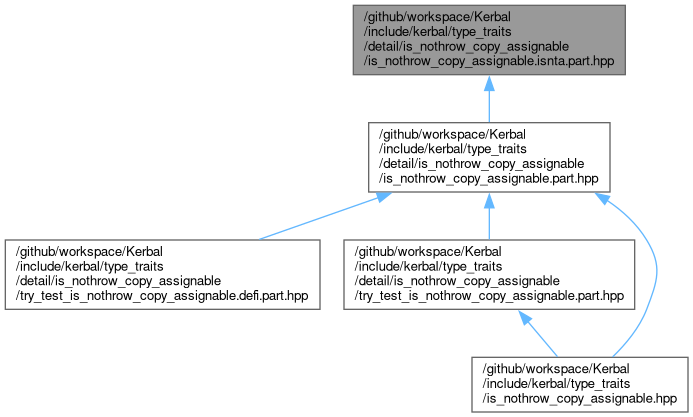 /github/workspace/Kerbal
/include/kerbal/type_traits
/detail/is_nothrow_copy_assignable
/is_nothrow_copy_assignable.isnta.part.hpp
/github/workspace/Kerbal
/include/kerbal/type_traits
/detail/is_nothrow_copy_assignable
/is_nothrow_copy_assignable.part.hpp
/github/workspace/Kerbal
/include/kerbal/type_traits
/detail/is_nothrow_copy_assignable
/try_test_is_nothrow_copy_assignable.defi.part.hpp
/github/workspace/Kerbal
/include/kerbal/type_traits
/detail/is_nothrow_copy_assignable
/try_test_is_nothrow_copy_assignable.part.hpp
/github/workspace/Kerbal
/include/kerbal/type_traits
/is_nothrow_copy_assignable.hpp